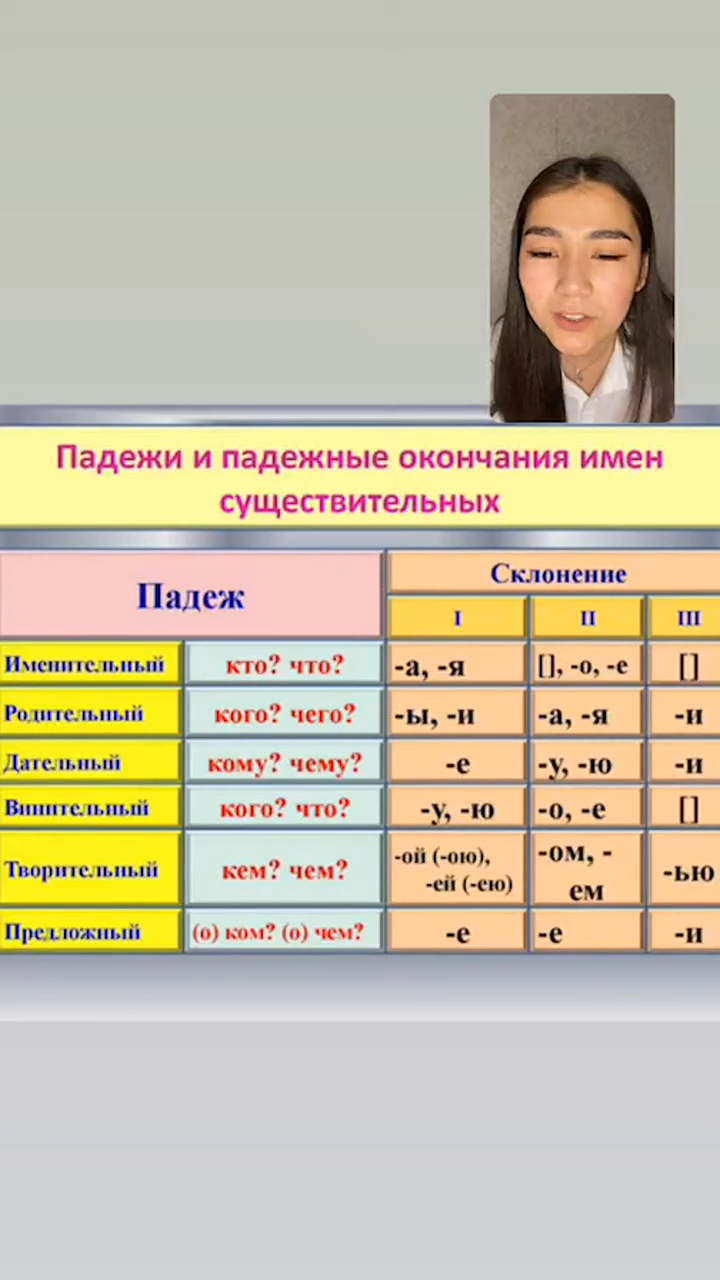 Падежи и падежные окончания имен
существительных
Падеж
Склонение
I II III
Именительный кто? что? -а, -я [], -о, -е []
Родительный кого? чего? -ы, -и -а, -я -и
Дательный кому? чему? -е -у, -ю -и
Винительный кого? что? -у, -ю -о, -е []
Творительный кем? чем? -ой (-ою), -ом, - -ью
-ей (-ею) ем
Предложный (о) ком? (о) чем? -е -е -и